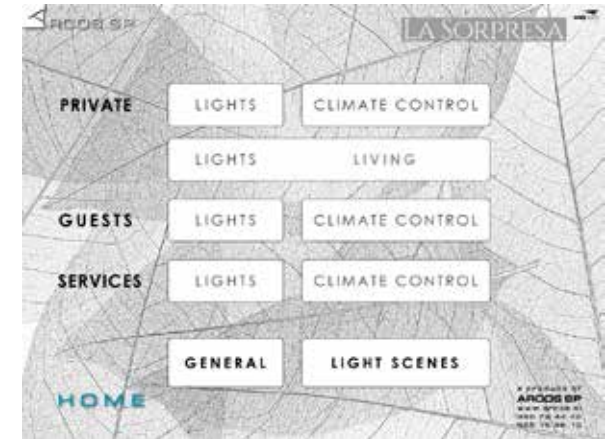 ARCOS SP
LA SORPRESA
PRIVATE LIGHTS CLIMATE CONTROL
LIGHTS LIVING
GUESTS LIGHTS CLIMATE CONTROL
SERVICES LIGHTS CLIMATE CONTROL
GENERAL LIGHT SCENES
HOME
ARCOS SP